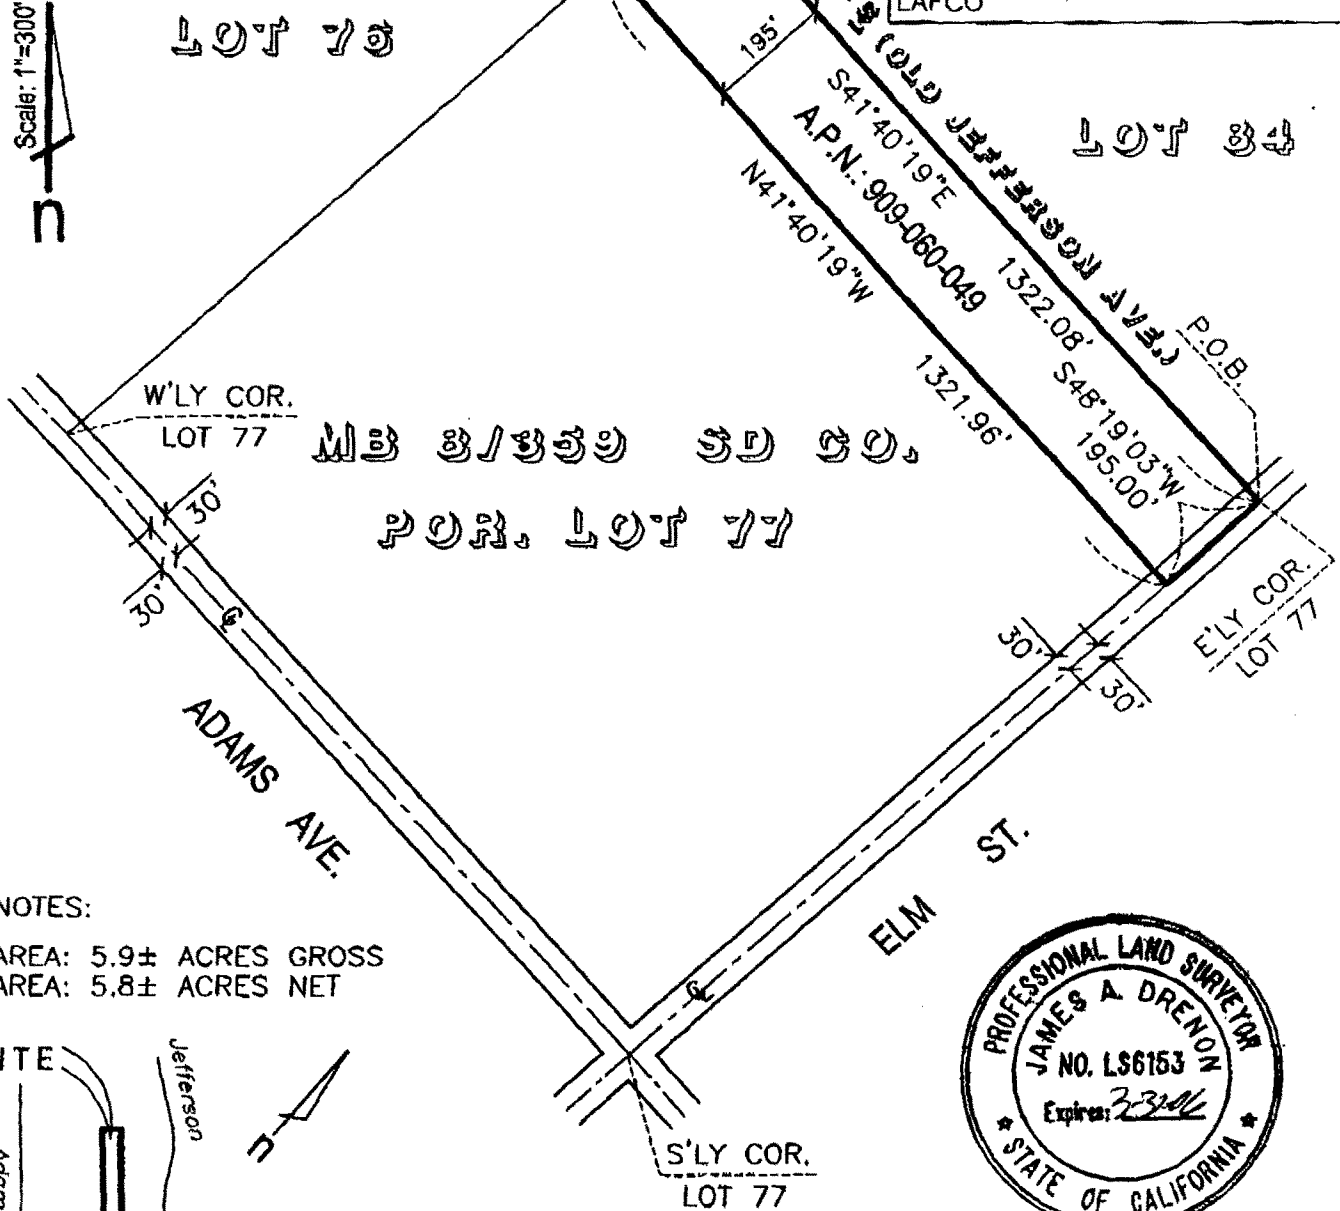 LAFCO
Scale: 1"=300'
n
LOT 76
195'
(OLD JEFFERSON AVE.)
LOT 84
S41°40'19"E
1322.08'
A.P.N.: 909-060-049
N41°40'19"W
1321.96'
S48°19'03"W
195.00'
P.O.B.
W'LY COR.
LOT 77
MB 8/359 SD CO.
POR. LOT 77
30'
30'
E'LY COR.
LOT 77
30'
30'
ADAMS AVE.
ELM ST.
NOTES:
AREA: 5.9± ACRES GROSS
AREA: 5.8± ACRES NET
ITE
Jefferson
n
S'LY COR.
LOT 77
PROFESSIONAL LAND SURVEYOR
JAMES A. DRENON
NO. LS6153
Expires:
STATE OF CALIFORNIA